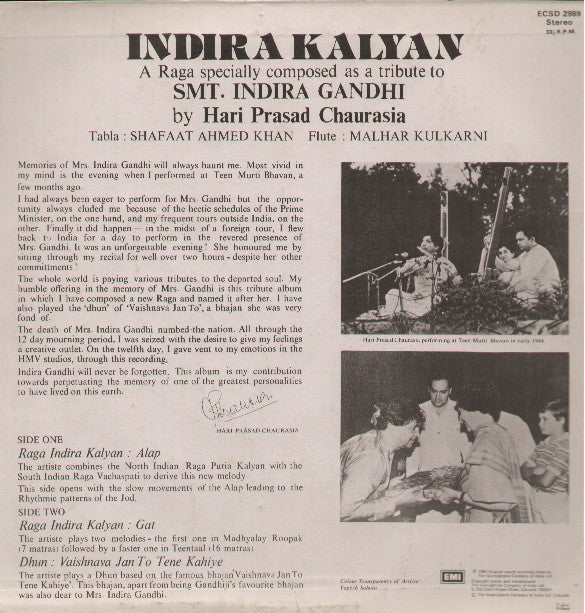 ECSD 2989
Stereo
33⅓ R.P.M.
INDIRA KALYAN
A Raga specially composed as a tribute to
SMT. INDIRA GANDHI
by Hari Prasad Chaurasia
Tabla : SHAFAAT AHMED KHAN Flute : MALHAR KULKARNI
Memories of Mrs. Indira Gandhi will always haunt me. Most vivid in
my mind is the evening when I performed at Teen Murti Bhavan, a
few months ago.
I had always been eager to perform for Mrs. Gandhi but the oppor-
tunity always eluded me because of the hectic schedules of the Prime
Minister, on the one hand, and my frequent tours outside India, on the
other. Finally it did happen — in the midst of a foreign tour, I flew
back to India for a day to perform in the revered presence of
Mrs. Gandhi. It was an unforgettable evening! She honoured me by
sitting through my recital for well over two hours - despite her other
committments!
The whole world is paying various tributes to the departed soul. My
humble offering in the memory of Mrs. Gandhi is this tribute album
in which I have composed a new Raga and named it after her. I have
also played the 'dhun' of 'Vaishnava Jan To', a bhajan she was very
fond of.
The death of Mrs. Indira Gandhi numbed the nation. All through the
12 day mourning period, I was seized with the desire to give my feelings
a creative outlet. On the twelfth day, I gave vent to my emotions in the
HMV studios, through this recording.
Indira Gandhi will never be forgotten. This album is my contribution
towards perpetuating the memory of one of the greatest personalities
to have lived on this earth.
HARI PRASAD CHAURASIA
Hari Prasad Chaurasia performing at Teen Murti Bhavan in early 1984.
SIDE ONE
Raga Indira Kalyan : Alap
The artiste combines the North Indian Raga Puria Kalyan with the
South Indian Raga Vachaspati to derive this new melody
This side opens with the slow movements of the Alap leading to the
Rhythmic patterns of the Jod.
SIDE TWO
Raga Indira Kalyan : Gat
The artiste plays two melodies - the first one in Madhyalay Roopak
(7 matras) followed by a faster one in Teentaal (16 matras)
Dhun : Vaishnava Jan To Tene Kahiye
The artiste plays a Dhun based on the famous bhajan 'Vaishnava Jan To
Tene Kahiye'. This bhajan, apart from being Gandhiji's favourite bhajan
was also dear to Mrs. Indira Gandhi.
Colour Transparency of Artiste :
EMI